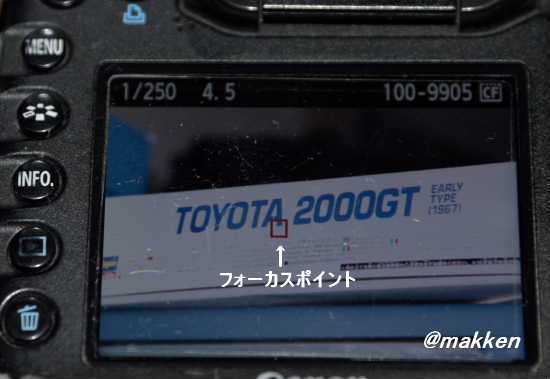 MENU
1/250 4.5 100-9905 CF
INFO.
TOYOTA 2000GT
EARLY
TYPE
(1967)
↑
フォーカスポイント
@makken
Canon